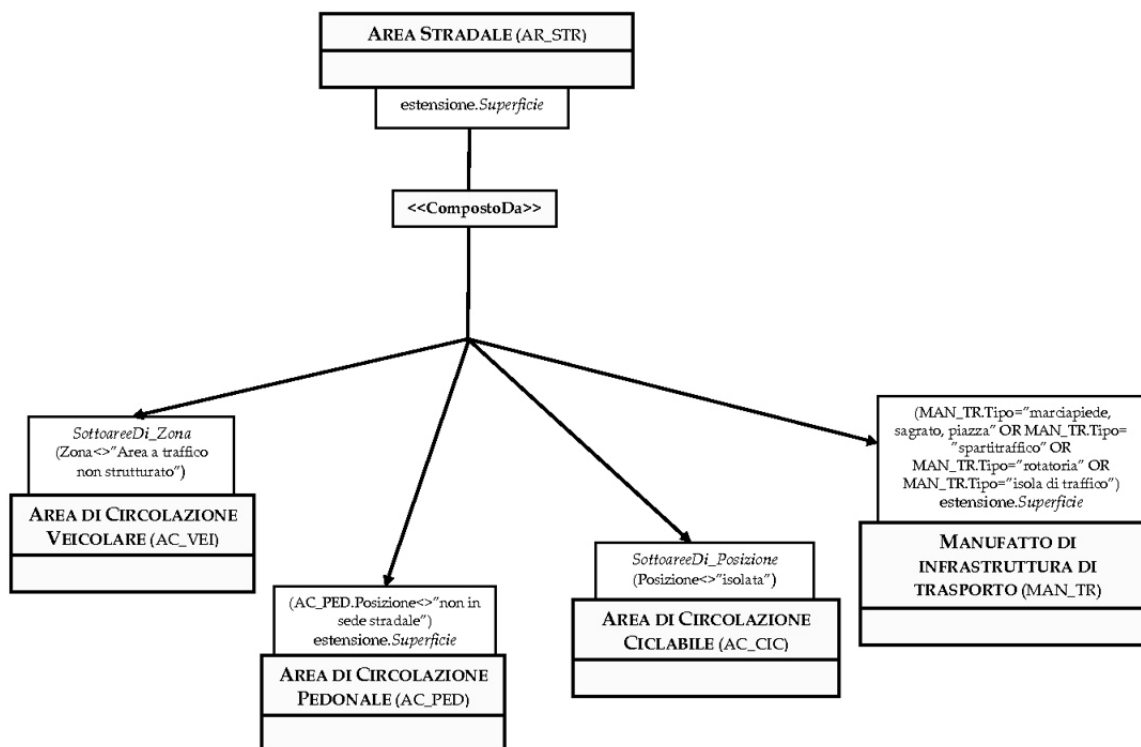 AREA STRADALE (AR_STR)
estensione.Superficie
<<CompostoDa>>
SottoareeDi_Zona
(Zona<>”Area a traffico
non strutturato”)
AREA DI CIRCOLAZIONE
VEICOLARE (AC_VEI)
(AC_PED.Posizione<>”non in
sede stradale”)
estensione.Superficie
AREA DI CIRCOLAZIONE
PEDONALE (AC_PED)
SottoareeDi_Posizione
(Posizione<>”isolata”)
AREA DI CIRCOLAZIONE
CICLABILE (AC_CIC)
(MAN_TR.Tipo=”marciapiede,
sagrato, piazza” OR MAN_TR.Tipo=
”spartitraffico” OR
MAN_TR.Tipo=”rotatoria” OR
MAN_TR.Tipo=”isola di traffico”)
estensione.Superficie
MANUFATTO DI
INFRASTRUTTURA DI
TRASPORTO (MAN_TR)